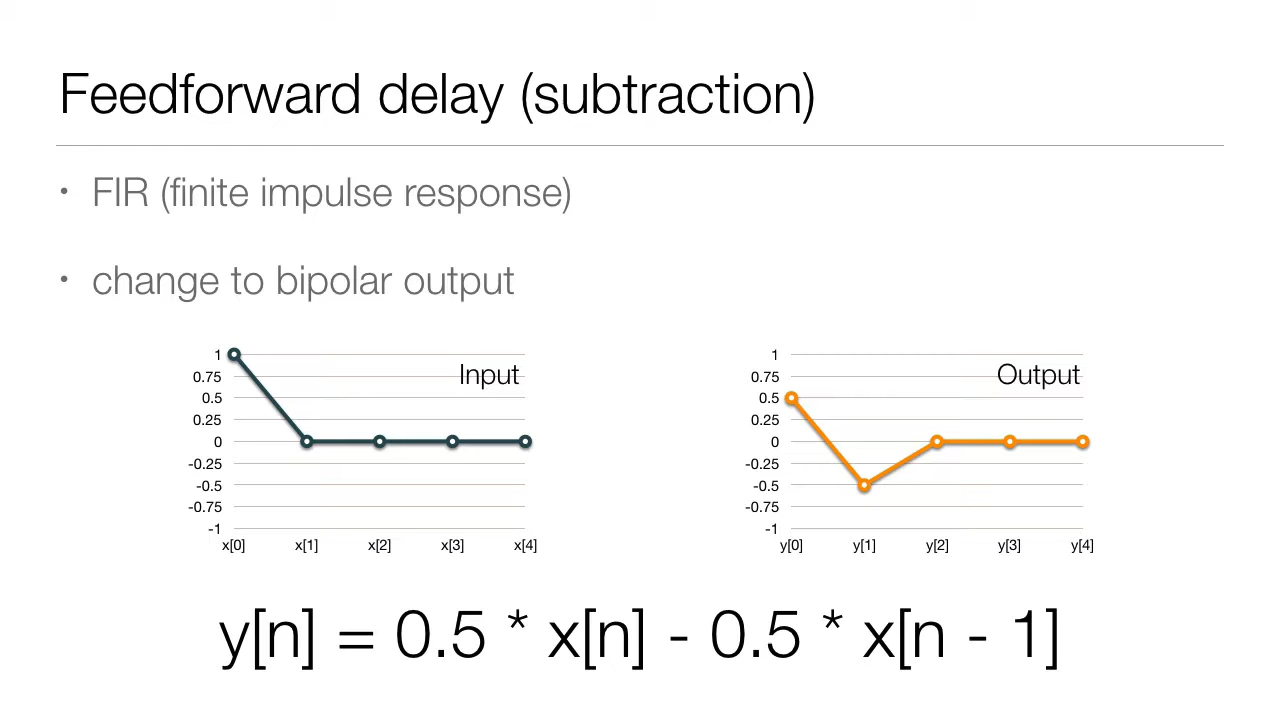 Feedforward delay (subtraction)
• FIR (finite impulse response)
• change to bipolar output
Input
1
0.75
0.5
0.25
0
-0.25
-0.5
-0.75
-1
x[0] x[1] x[2] x[3] x[4]
Output
1
0.75
0.5
0.25
0
-0.25
-0.5
-0.75
-1
y[0] y[1] y[2] y[3] y[4]
y[n] = 0.5 * x[n] - 0.5 * x[n - 1]